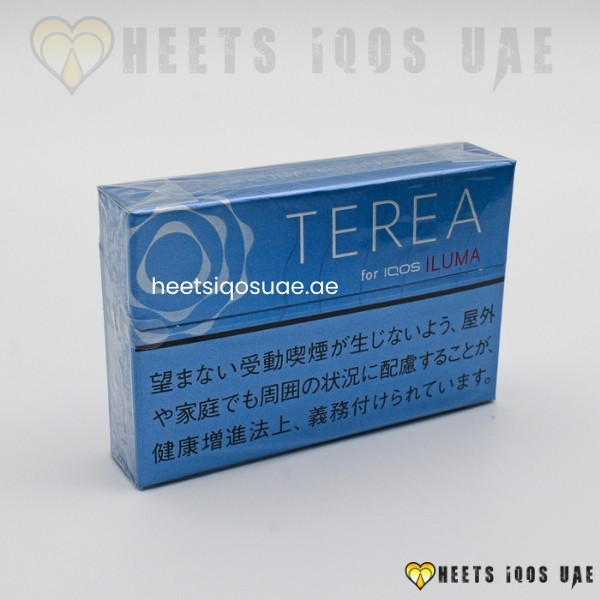 HEETS iQOS UAE
TEREA
for IQOS ILUMA
heetsiqosuae.ae
望まない受動喫煙が生じないよう、屋外
や家庭でも周囲の状況に配慮することが、
健康増進法上、義務付けられています。
HEETS iQOS UAE